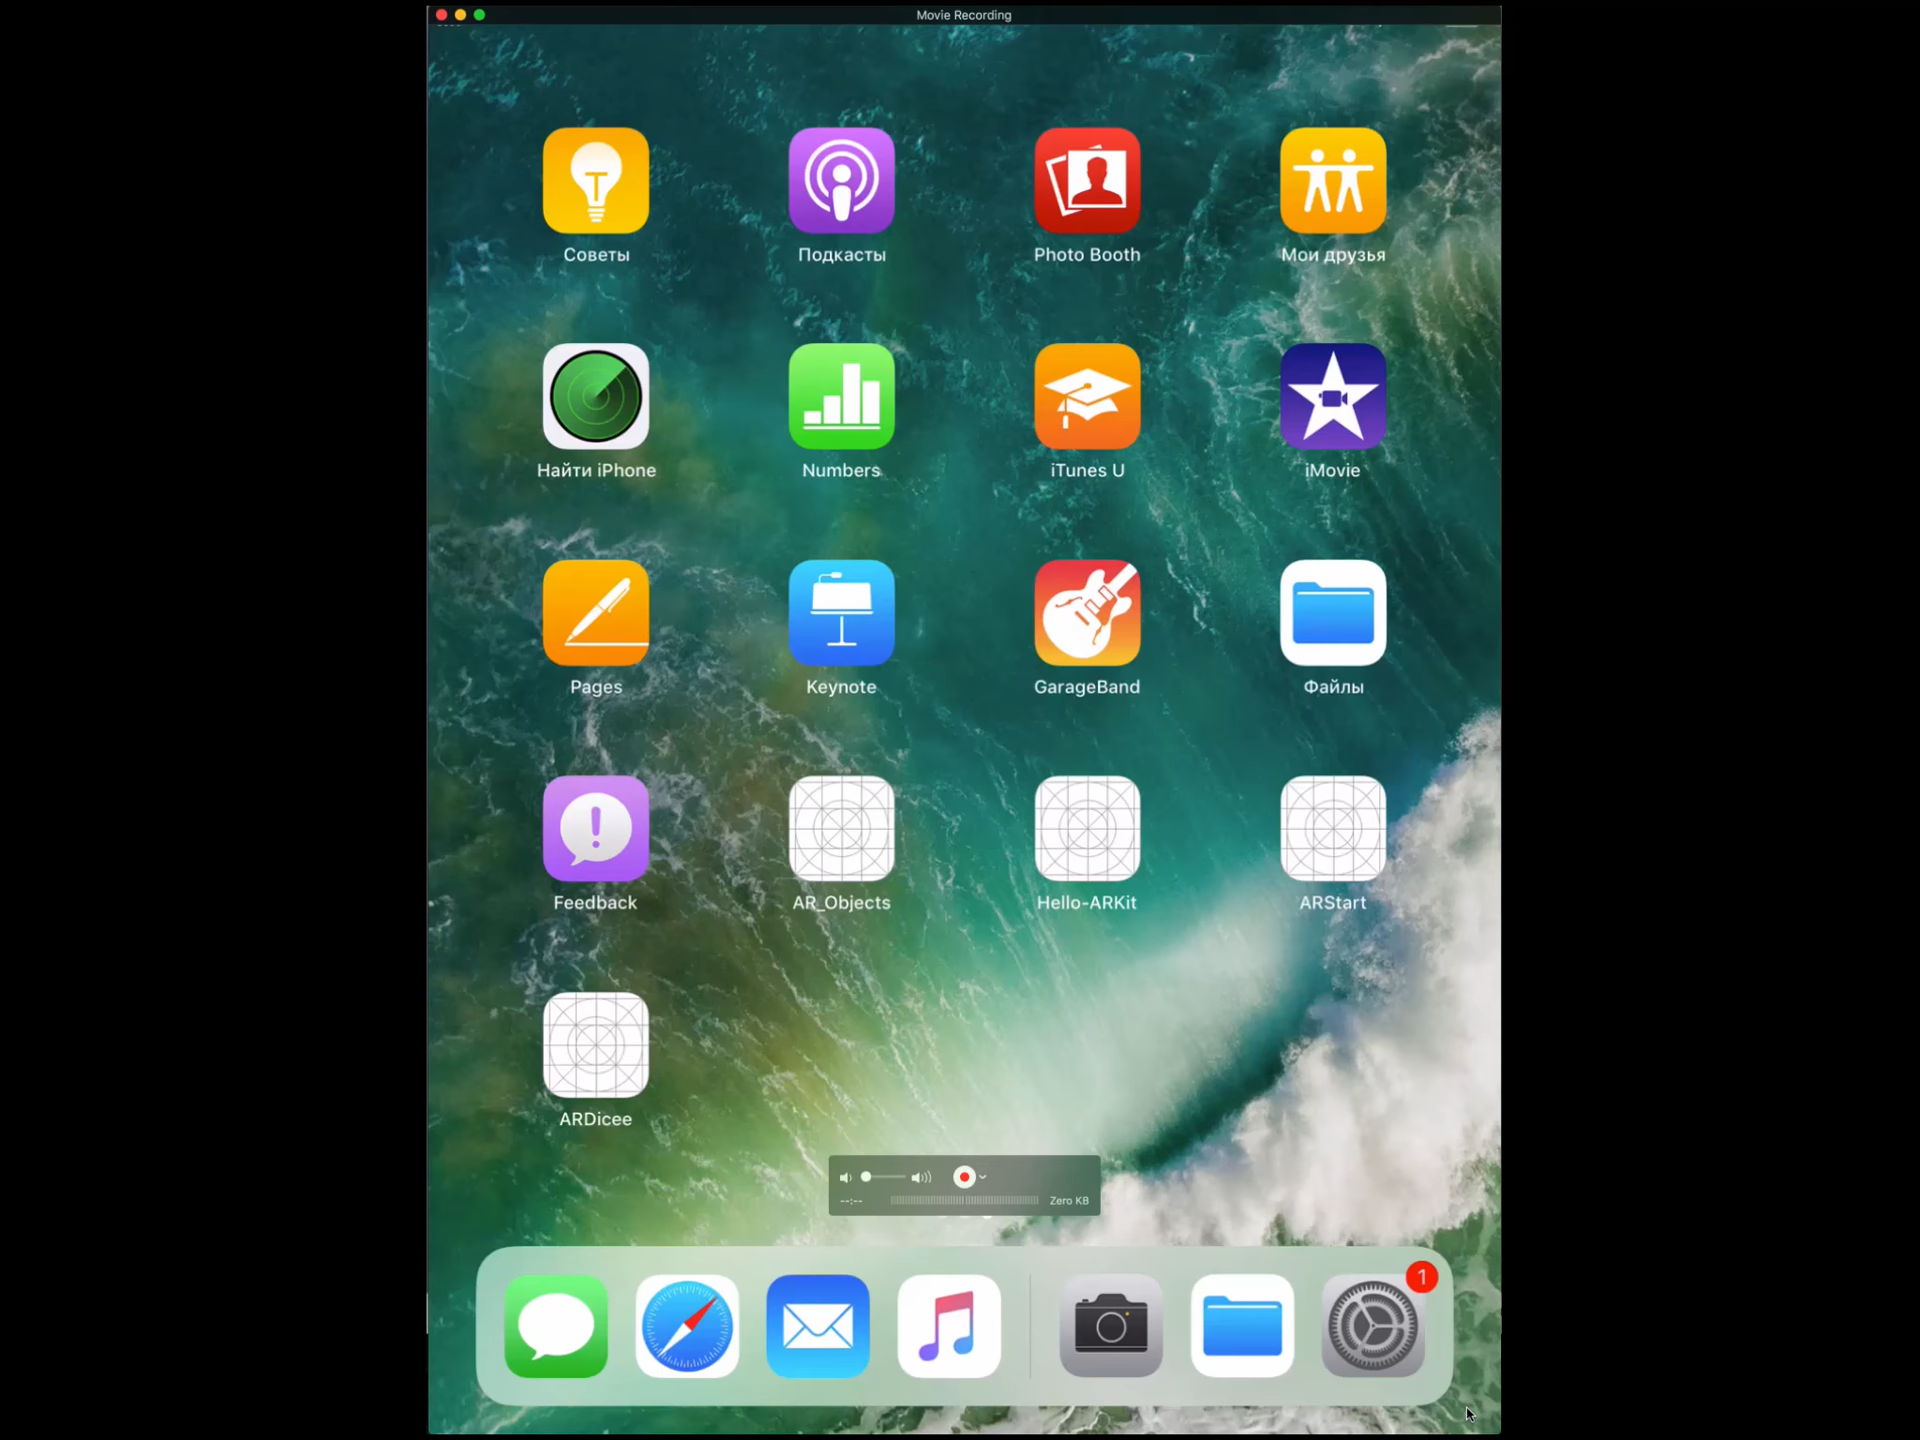 Movie Recording
Советы
Подкасты
Photo Booth
Мои друзья
Найти iPhone
Numbers
iTunes U
iMovie
Pages
Keynote
GarageBand
Файлы
Feedback
AR_Objects
Hello-ARKit
ARStart
ARDicee
--:--
Zero KB
1